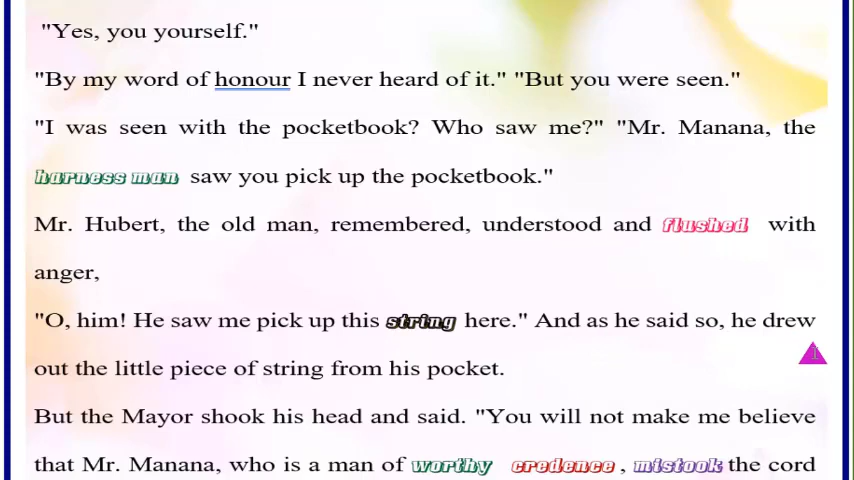 "Yes, you yourself."
"By my word of honour I never heard of it." "But you were seen."
"I was seen with the pocketbook? Who saw me?" "Mr. Manana, the
harness man saw you pick up the pocketbook."
Mr. Hubert, the old man, remembered, understood and flushed with
anger,
"O, him! He saw me pick up this string here." And as he said so, he drew
out the little piece of string from his pocket.
But the Mayor shook his head and said. "You will not make me believe
that Mr. Manana, who is a man of worthy credence , mistook the cord